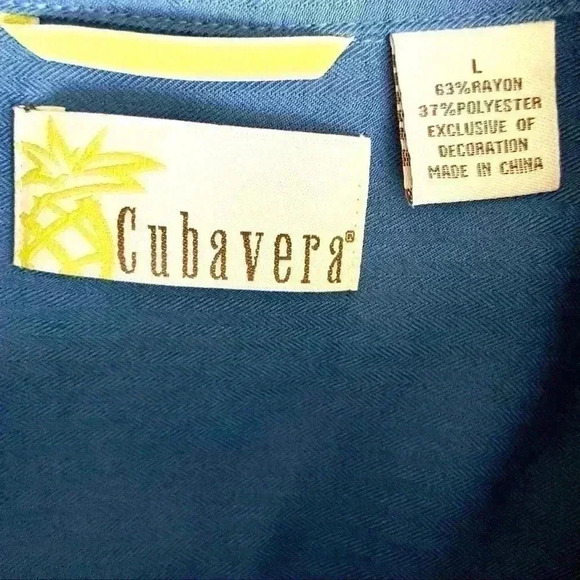 Cubavera®
L
63%RAYON
37%POLYESTER
EXCLUSIVE OF
DECORATION
MADE IN CHINA